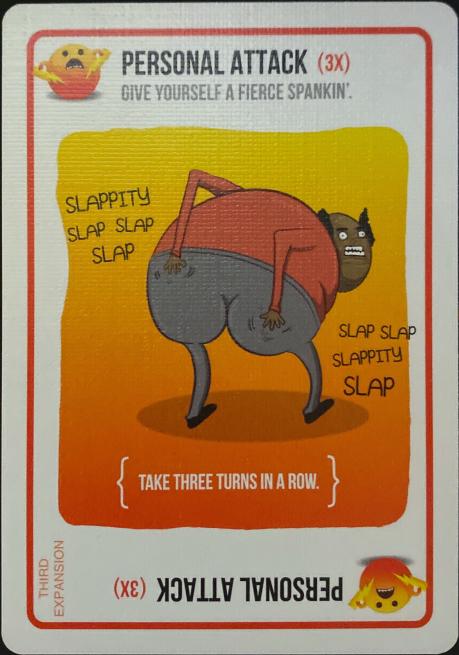 PERSONAL ATTACK (3X)
GIVE YOURSELF A FIERCE SPANKIN'.
SLAPPITY
SLAP SLAP
SLAP
SLAP SLAP
SLAPPITY
SLAP
{ TAKE THREE TURNS IN A ROW. }
THIRD
EXPANSION
PERSONAL ATTACK (3X)